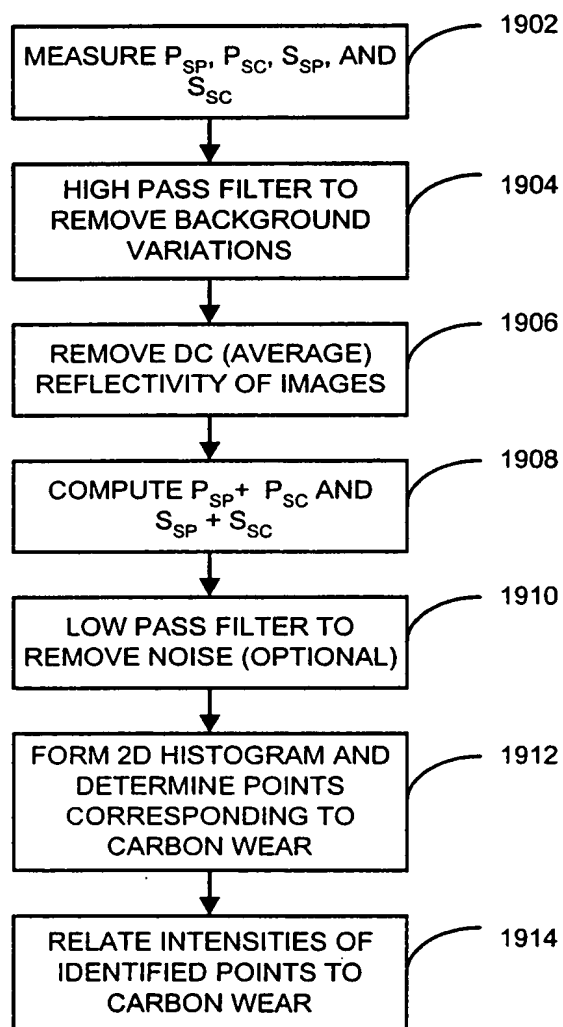 1902
MEASURE P_SP, P_SC, S_SP, AND
S_SC
1904
HIGH PASS FILTER TO
REMOVE BACKGROUND
VARIATIONS
1906
REMOVE DC (AVERAGE)
REFLECTIVITY OF IMAGES
1908
COMPUTE P_SP + P_SC AND
S_SP + S_SC
1910
LOW PASS FILTER TO
REMOVE NOISE (OPTIONAL)
1912
FORM 2D HISTOGRAM AND
DETERMINE POINTS
CORRESPONDING TO
CARBON WEAR
1914
RELATE INTENSITIES OF
IDENTIFIED POINTS TO
CARBON WEAR